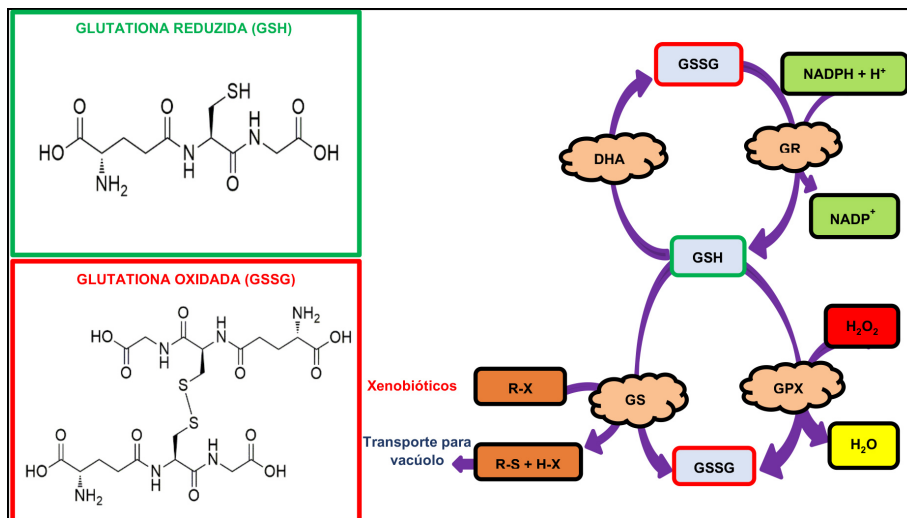 GLUTATIONA REDUZIDA (GSH)
SH
O
O
O
HO
N
H
H
N
OH
NH₂
O
GLUTATIONA OXIDADA (GSSG)
O
O
H
N
O
NH₂
OH
HO
N
H
O
O
S
S
O
O
H
N
O
HO
N
H
OH
NH₂
O
GSSG
NADPH + H⁺
DHA
GR
NADP⁺
GSH
H₂O₂
Xenobióticos
R-X
GS
GPX
Transporte para
vacúolo
R-S + H-X
GSSG
H₂O